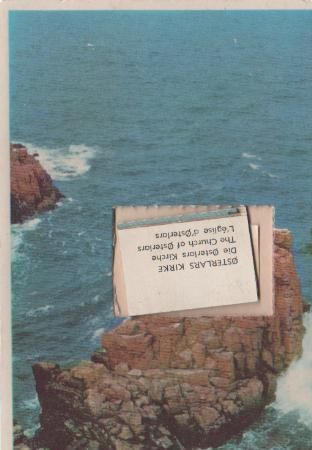 ØSTERLARS KIRKE
Die Østerlars Kirche
The Church of Østerlars
L'église d'Østerlars